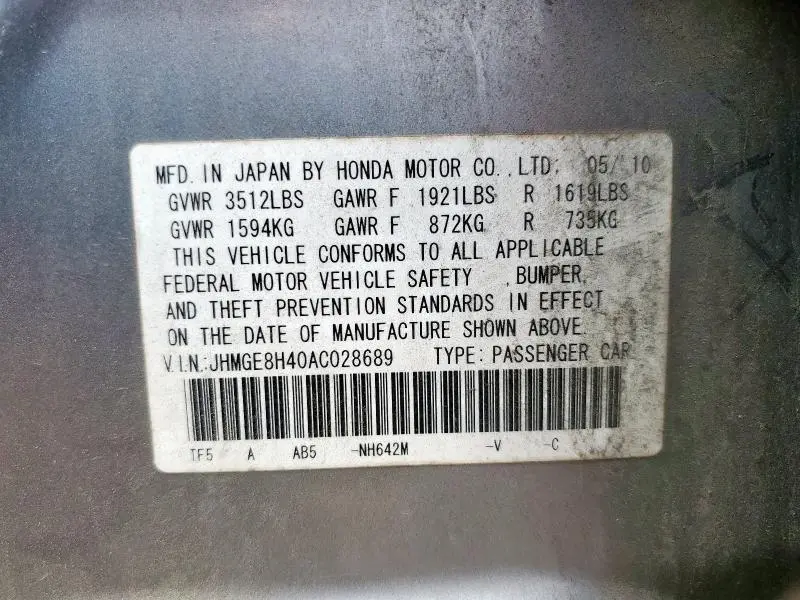 MFD. IN JAPAN BY HONDA MOTOR CO., LTD. 05/10
GVWR 3512LBS GAWR F 1921LBS R 1619LBS
GVWR 1594KG GAWR F 872KG R 735KG
THIS VEHICLE CONFORMS TO ALL APPLICABLE
FEDERAL MOTOR VEHICLE SAFETY , BUMPER,
AND THEFT PREVENTION STANDARDS IN EFFECT
ON THE DATE OF MANUFACTURE SHOWN ABOVE.
V.I.N.:JHMGE8H40AC028689 TYPE: PASSENGER CAR
TF5 A AB5 -NH642M -V -C